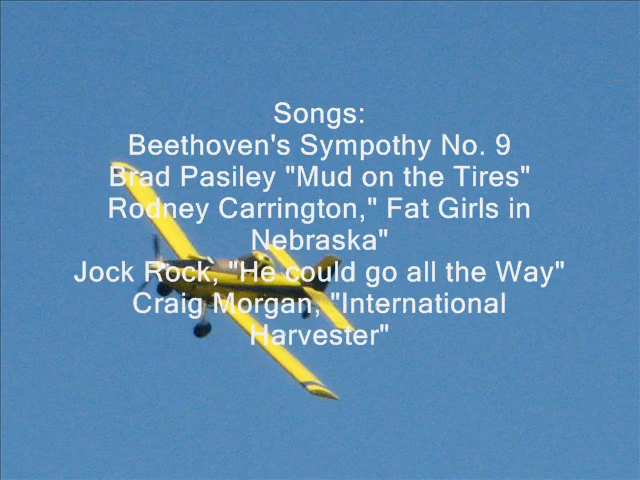 Songs:
Beethoven's Sympothy No. 9
Brad Pasiley "Mud on the Tires"
Rodney Carrington," Fat Girls in
Nebraska"
Jock Rock, "He could go all the Way"
Craig Morgan, "International
Harvester"